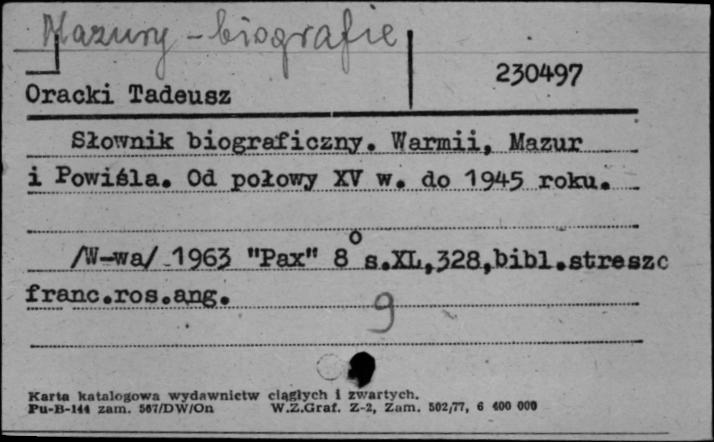 Mazury - biografie
230497
Oracki Tadeusz
Słownik biograficzny. Warmii, Mazur
i Powiśla. Od połowy XV w. do 1945 roku.
/W-wa/ 1963 "Pax" 8° s.XL,328,bibl.streszc
franc.ros.ang.
9
Karta katalogowa wydawnictw ciągłych i zwartych.
Pu-B-144 zam. 567/DW/On W.Z.Graf. Z-2, Zam. 502/77, 6 400 000